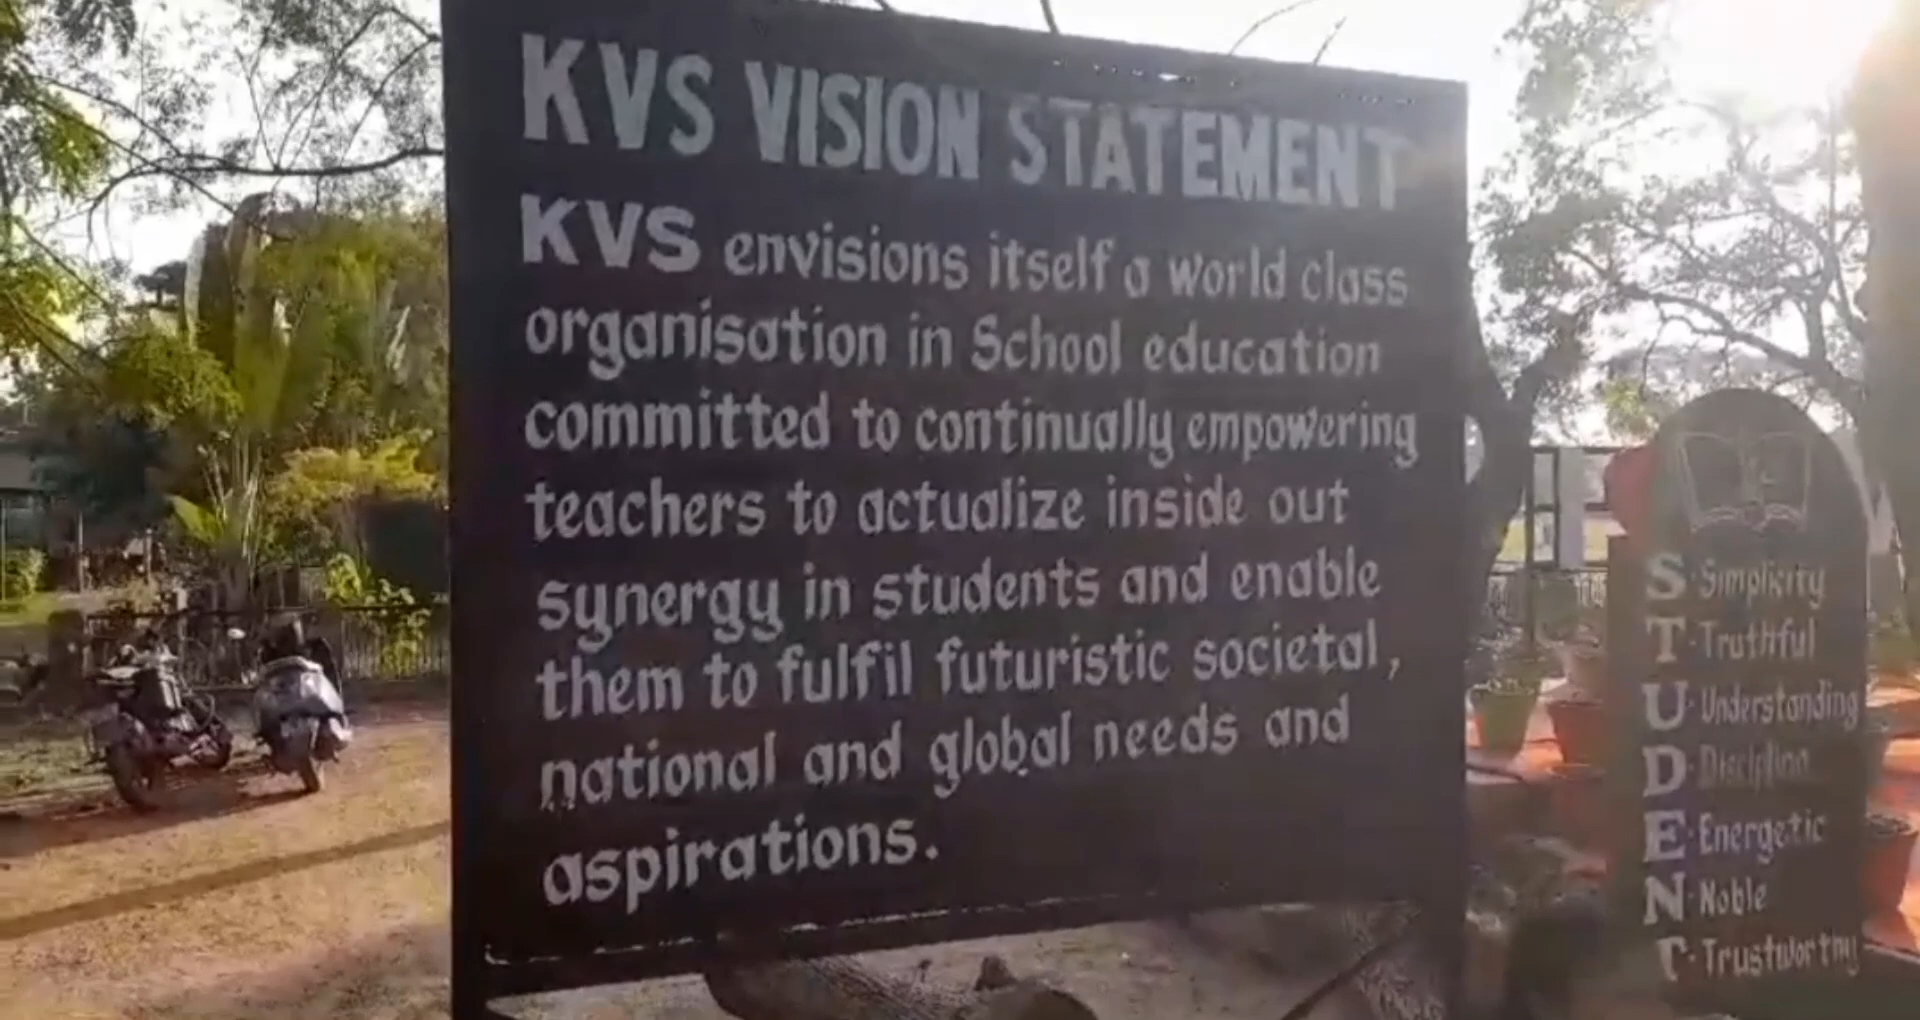 KVS VISION STATEMENT
KVS envisions itself a world class
organisation in School education
committed to continually empowering
teachers to actualize inside out
synergy in students and enable
them to fulfil futuristic societal,
national and global needs and
aspirations.
S·Simplicity
T·Truthful
U·Understanding
D·Discipline
E·Energetic
N·Noble
T·Trustworthy